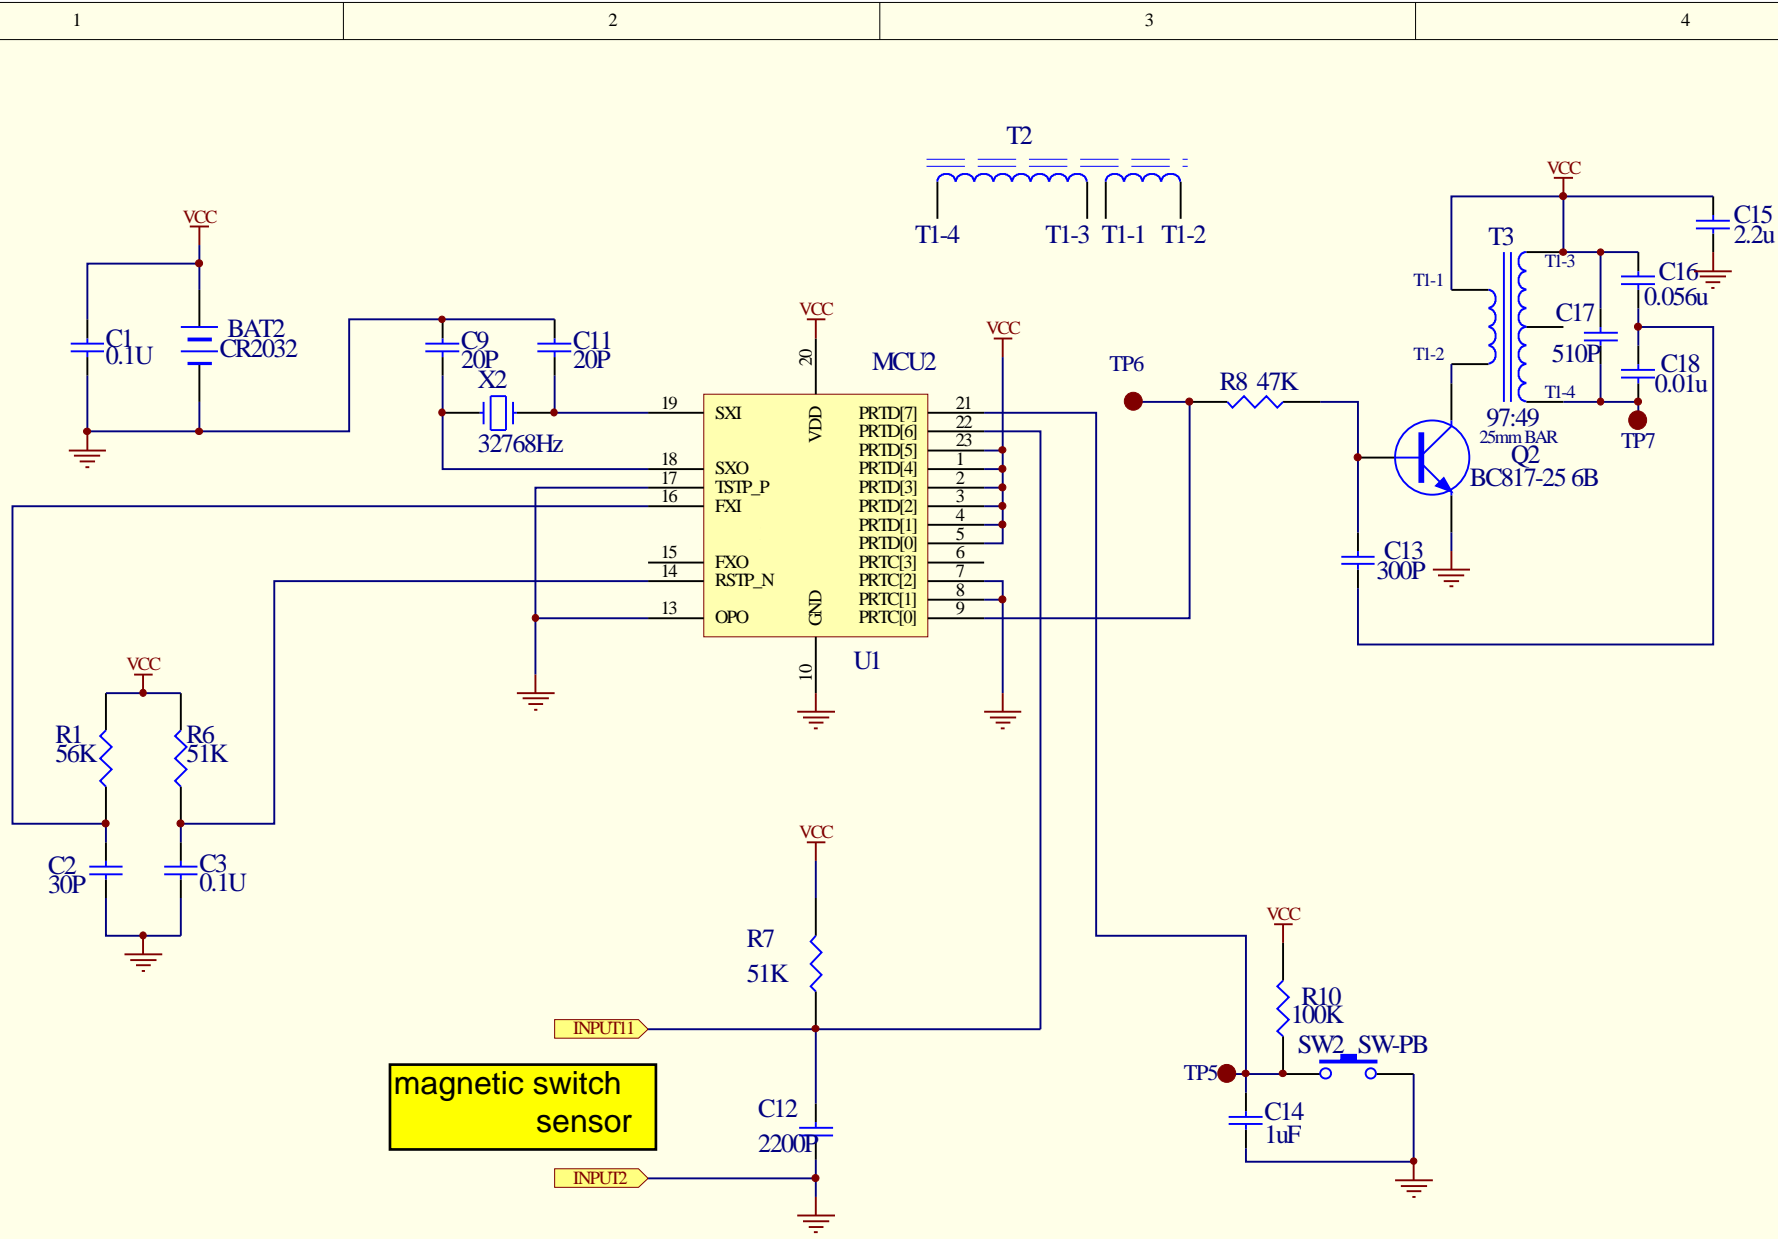 1 2 3 4
T2
T1-4 T1-3 T1-1 T1-2
VCC
C1
0.1U
BAT2
CR2032
C9
20P
C11
20P
X2
32768Hz
VCC
20
MCU2
VCC
19 SXI
18 SXO
17 TSTP_P
16 FXI
15 FXO
14 RSTP_N
13 OPO
VDD
GND
10
PRTD[7] 21
PRTD[6] 22
PRTD[5] 23
PRTD[4] 1
PRTD[3] 2
PRTD[2] 3
PRTD[1] 4
PRTD[0] 5
PRTC[3] 6
PRTC[2] 7
PRTC[1] 8
PRTC[0] 9
U1
TP6
R8 47K
VCC
C15
2.2u
T3
T1-1
T1-2
T1-3
T1-4
C16
0.056u
C17
510P
C18
0.01u
97:49
25mm BAR
TP7
Q2
BC817-25 6B
C13
300P
VCC
R1
56K
R6
51K
C2
30P
C3
0.1U
VCC
R7
51K
INPUT11
magnetic switch
sensor
C12
2200P
INPUT2
VCC
R10
100K
SW2 SW-PB
TP5
C14
1uF